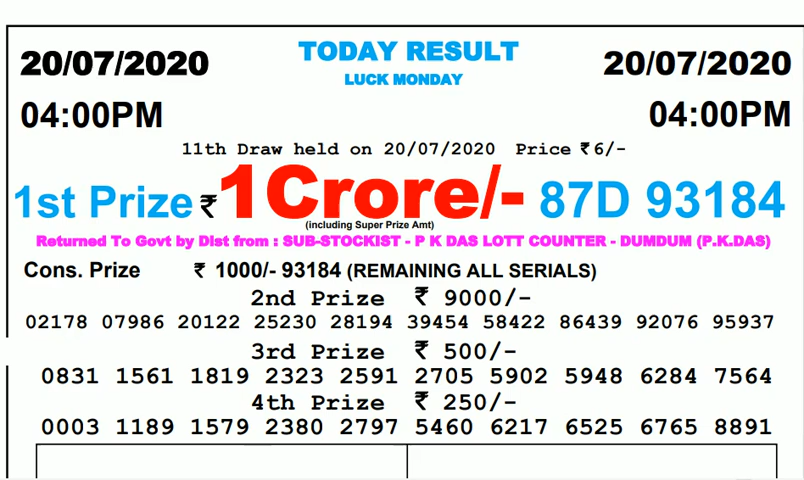 20/07/2020 TODAY RESULT 20/07/2020
LUCK MONDAY
04:00PM 04:00PM
11th Draw held on 20/07/2020 Price ₹6/-
1st Prize ₹1Crore/- 87D 93184
(including Super Prize Amt)
Returned To Govt by Dist from : SUB-STOCKIST - P K DAS LOTT COUNTER - DUMDUM (P.K.DAS)
Cons. Prize ₹ 1000/- 93184 (REMAINING ALL SERIALS)
2nd Prize ₹ 9000/-
02178 07986 20122 25230 28194 39454 58422 86439 92076 95937
3rd Prize ₹ 500/-
0831 1561 1819 2323 2591 2705 5902 5948 6284 7564
4th Prize ₹ 250/-
0003 1189 1579 2380 2797 5460 6217 6525 6765 8891